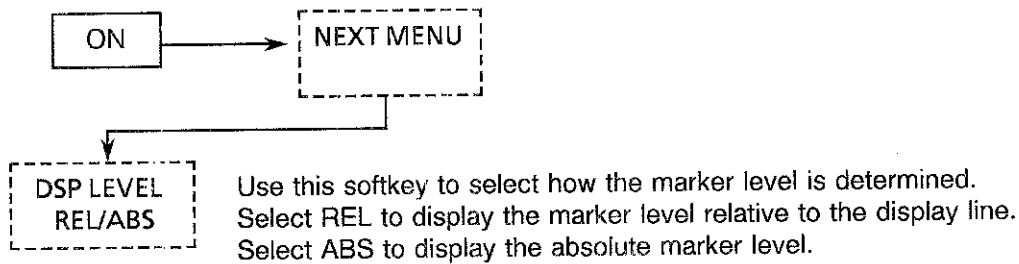 ON
NEXT MENU
DSP LEVEL
REL/ABS
Use this softkey to select how the marker level is determined.
Select REL to display the marker level relative to the display line.
Select ABS to display the absolute marker level.